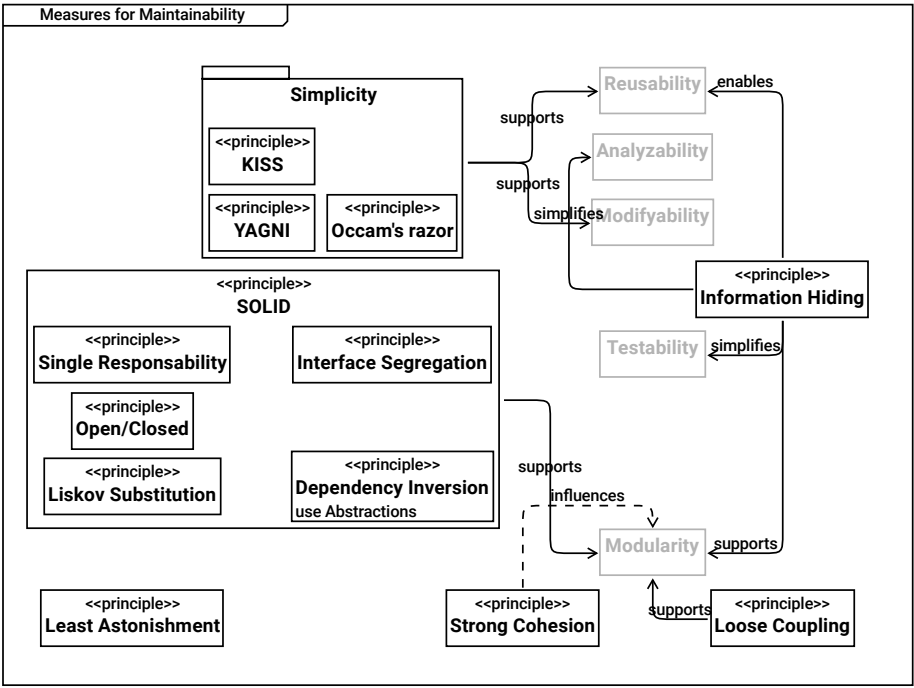 Measures for Maintainability
Simplicity
<<principle>>
KISS
<<principle>>
YAGNI
<<principle>>
Occam's razor
supports
supports
simplifies
Reusability
enables
Analyzability
Modifyability
<<principle>>
Information Hiding
Testability
simplifies
<<principle>>
SOLID
<<principle>>
Single Responsability
<<principle>>
Interface Segregation
<<principle>>
Open/Closed
<<principle>>
Liskov Substitution
<<principle>>
Dependency Inversion
use Abstractions
supports
influences
Modularity
supports
<<principle>>
Least Astonishment
<<principle>>
Strong Cohesion
supports
<<principle>>
Loose Coupling